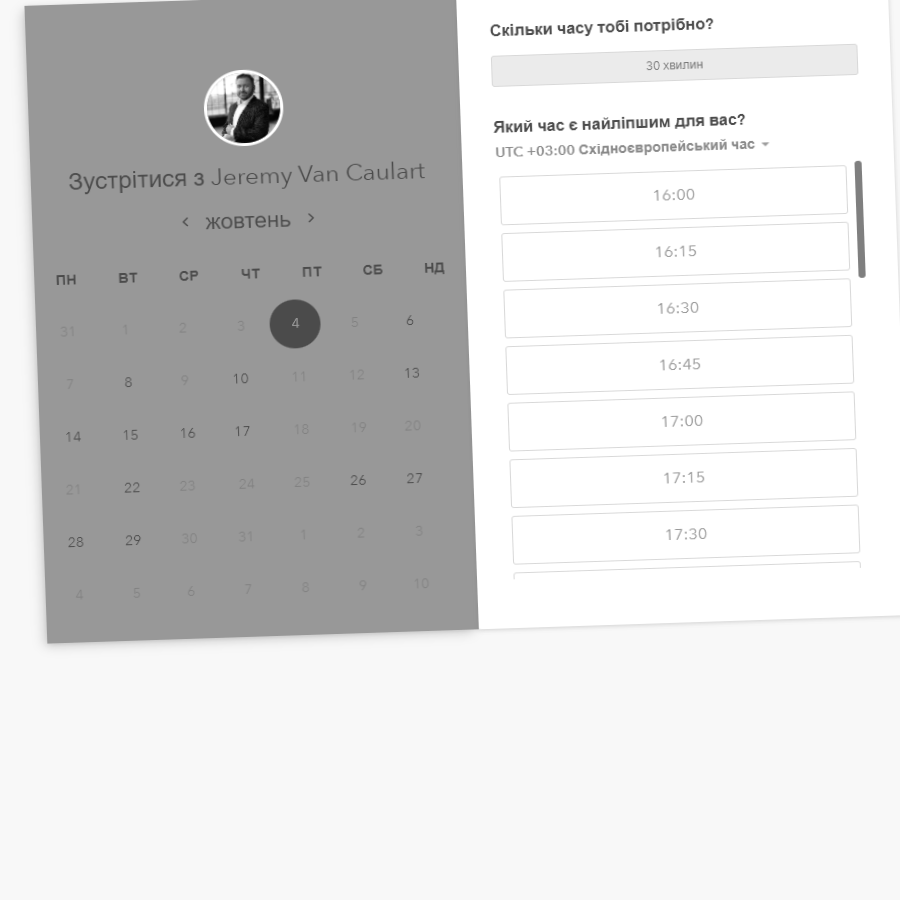 Зустрітися з Jeremy Van Caulart
жовтень
ПН ВТ СР ЧТ ПТ СБ НД
31 1 2 3 4 5 6
7 8 9 10 11 12 13
14 15 16 17 18 19 20
21 22 23 24 25 26 27
28 29 30 31 1 2 3
4 5 6 7 8 9 10
Скільки часу тобі потрібно?
30 хвилин
Який час є найліпшим для вас?
UTC +03:00 Східноєвропейський час
16:00
16:15
16:30
16:45
17:00
17:15
17:30